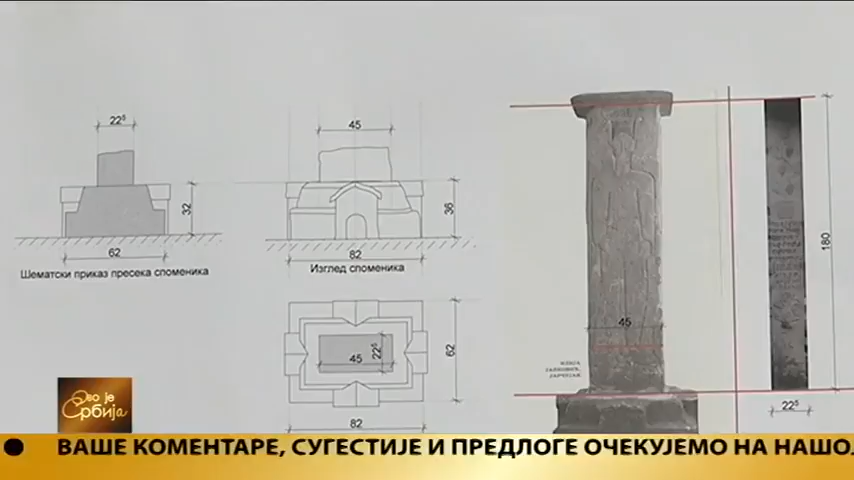 22⁵
45
32
36
62
82
Шематски приказ пресека споменика
Изглед споменика
45
22⁵
62
82
45
180
22⁵
Ово је
Србија
ВАШЕ КОМЕНТАРЕ, СУГЕСТИЈЕ И ПРЕДЛОГЕ ОЧЕКУЈЕМО НА НАШОЈ